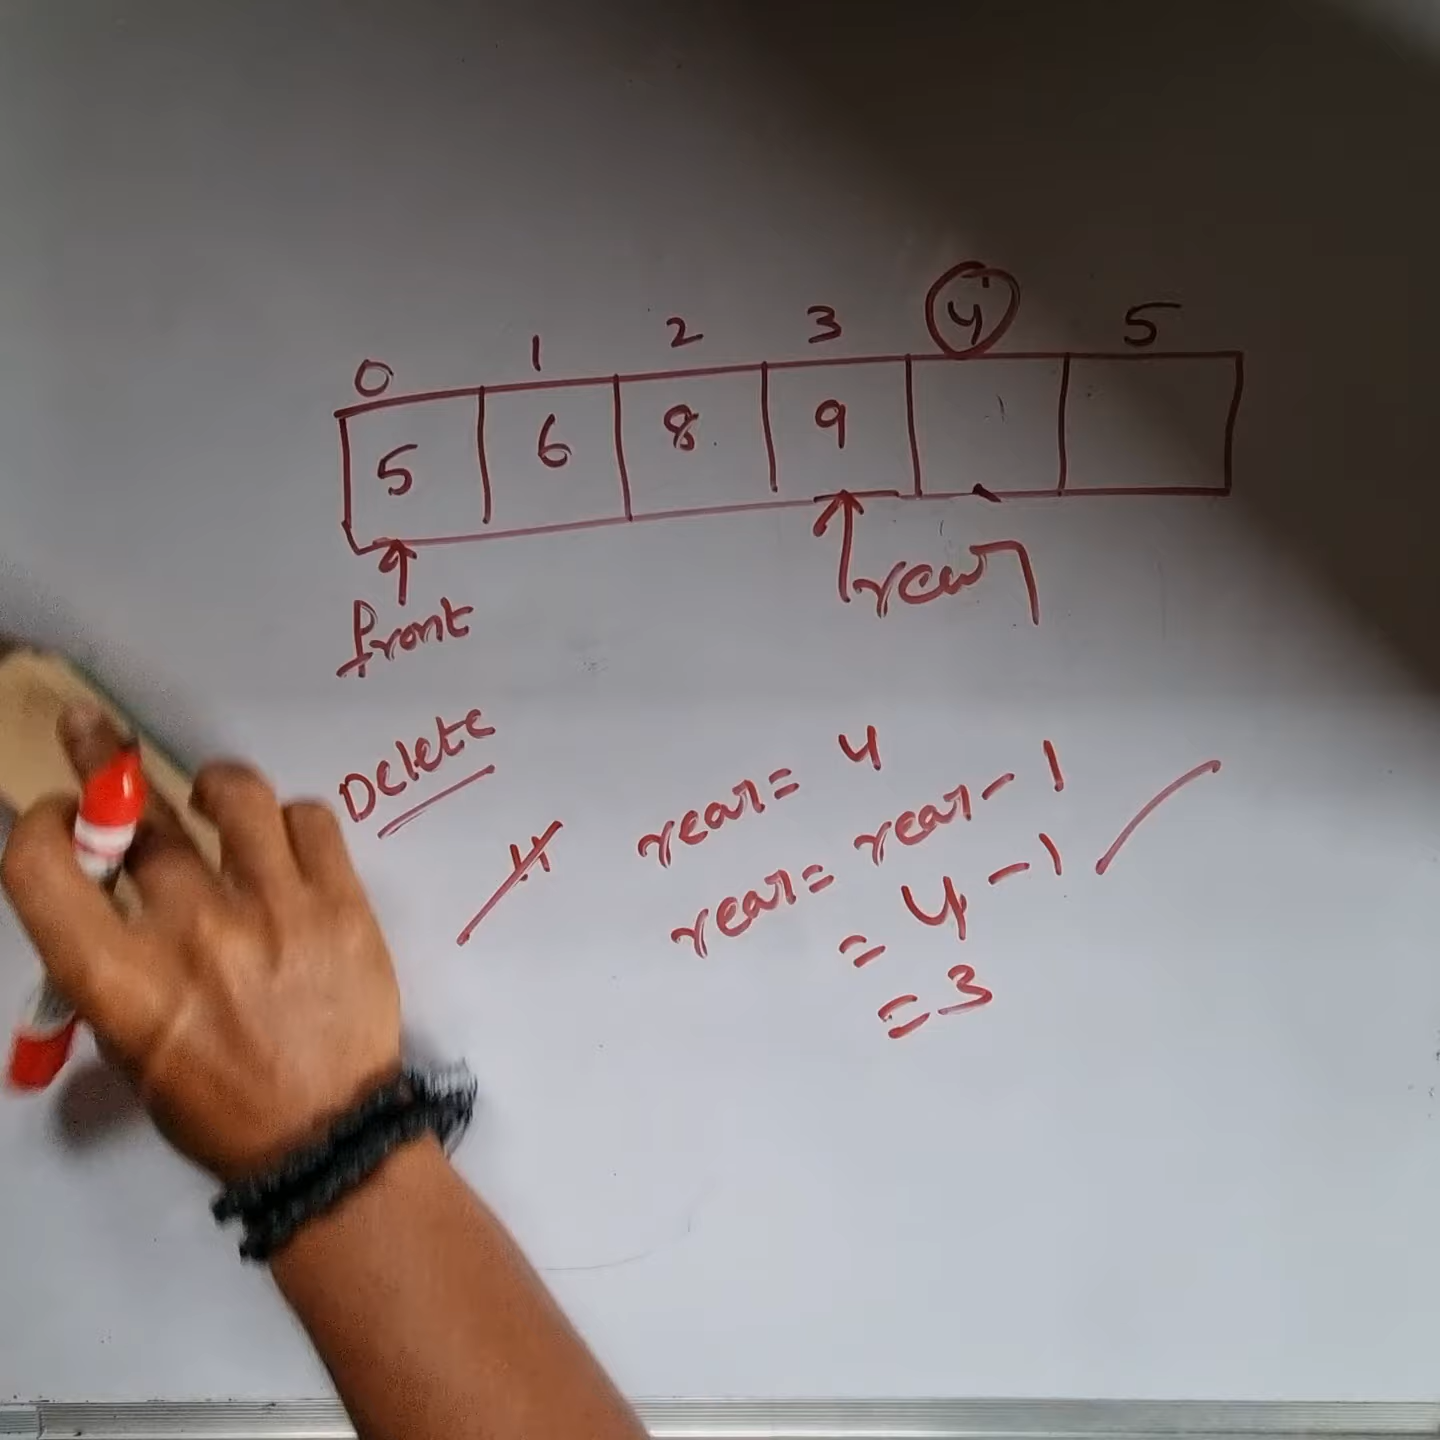 0 1 2 3 4 5
5 6 8 9
front rear
Delete
rear= 4
rear= rear-1
= 4-1
=3